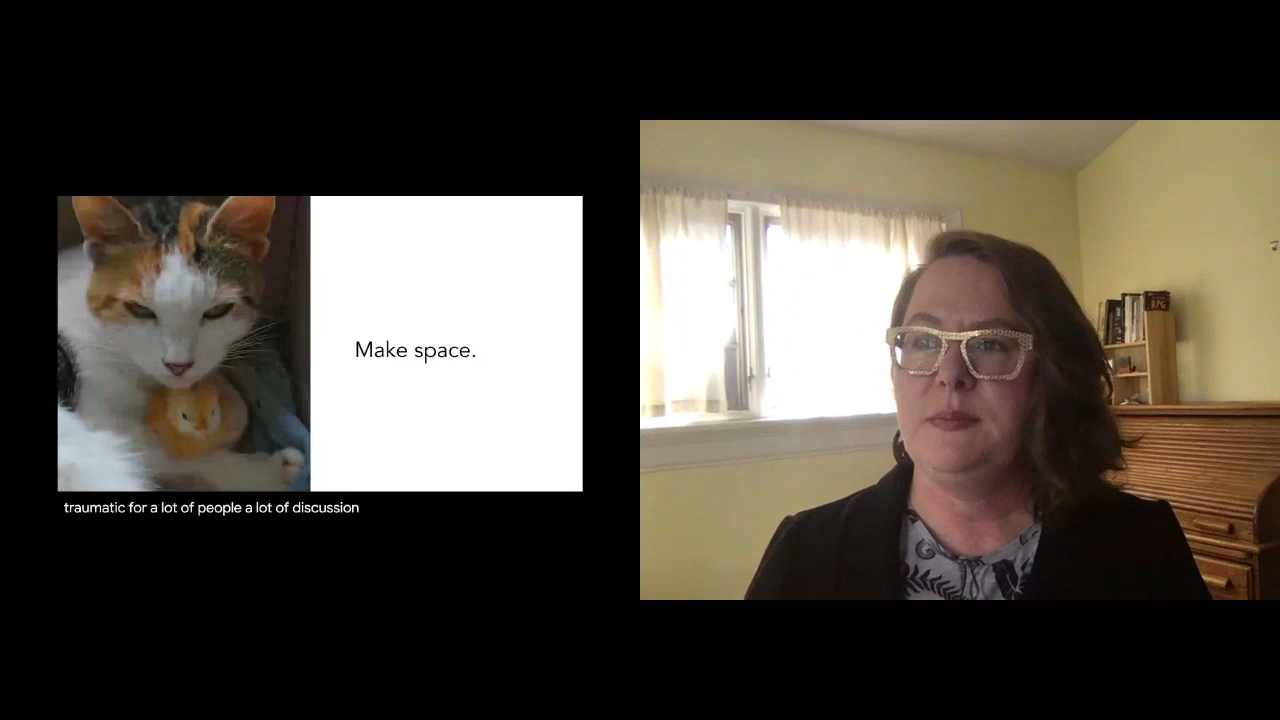 Make space.
traumatic for a lot of people a lot of discussion